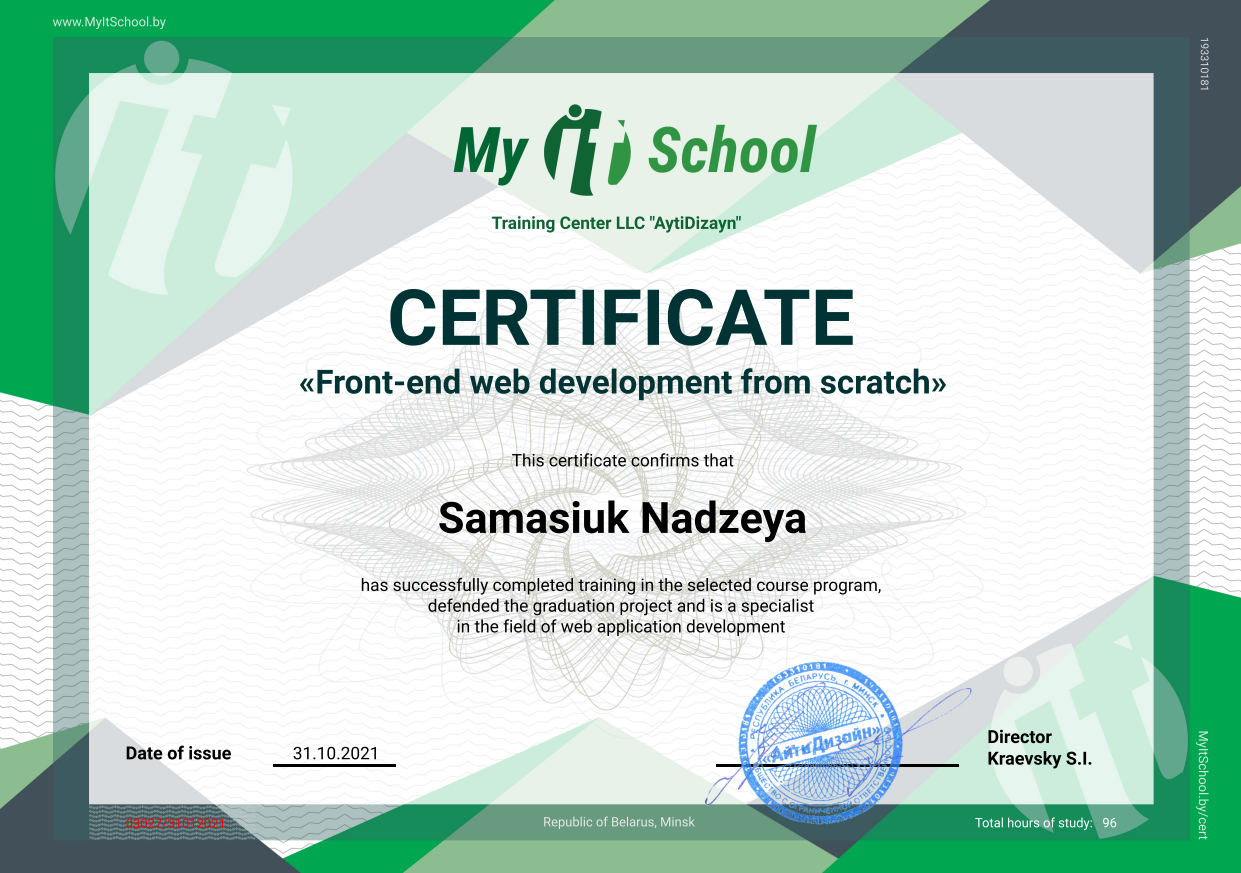 www.MyItSchool.by
193310181
My iti School
Training Center LLC "AytiDizayn"
CERTIFICATE
«Front-end web development from scratch»
This certificate confirms that
Samasiuk Nadzeya
has successfully completed training in the selected course program,
defended the graduation project and is a specialist
in the field of web application development
Date of issue 31.10.2021
193310181
РЕСПУБЛИКА БЕЛАРУСЬ, г. МИНСК
«АйтиДизайн»
Director
Kraevsky S.I.
Republic of Belarus, Minsk
Total hours of study: 96
MyItSchool.by/cert